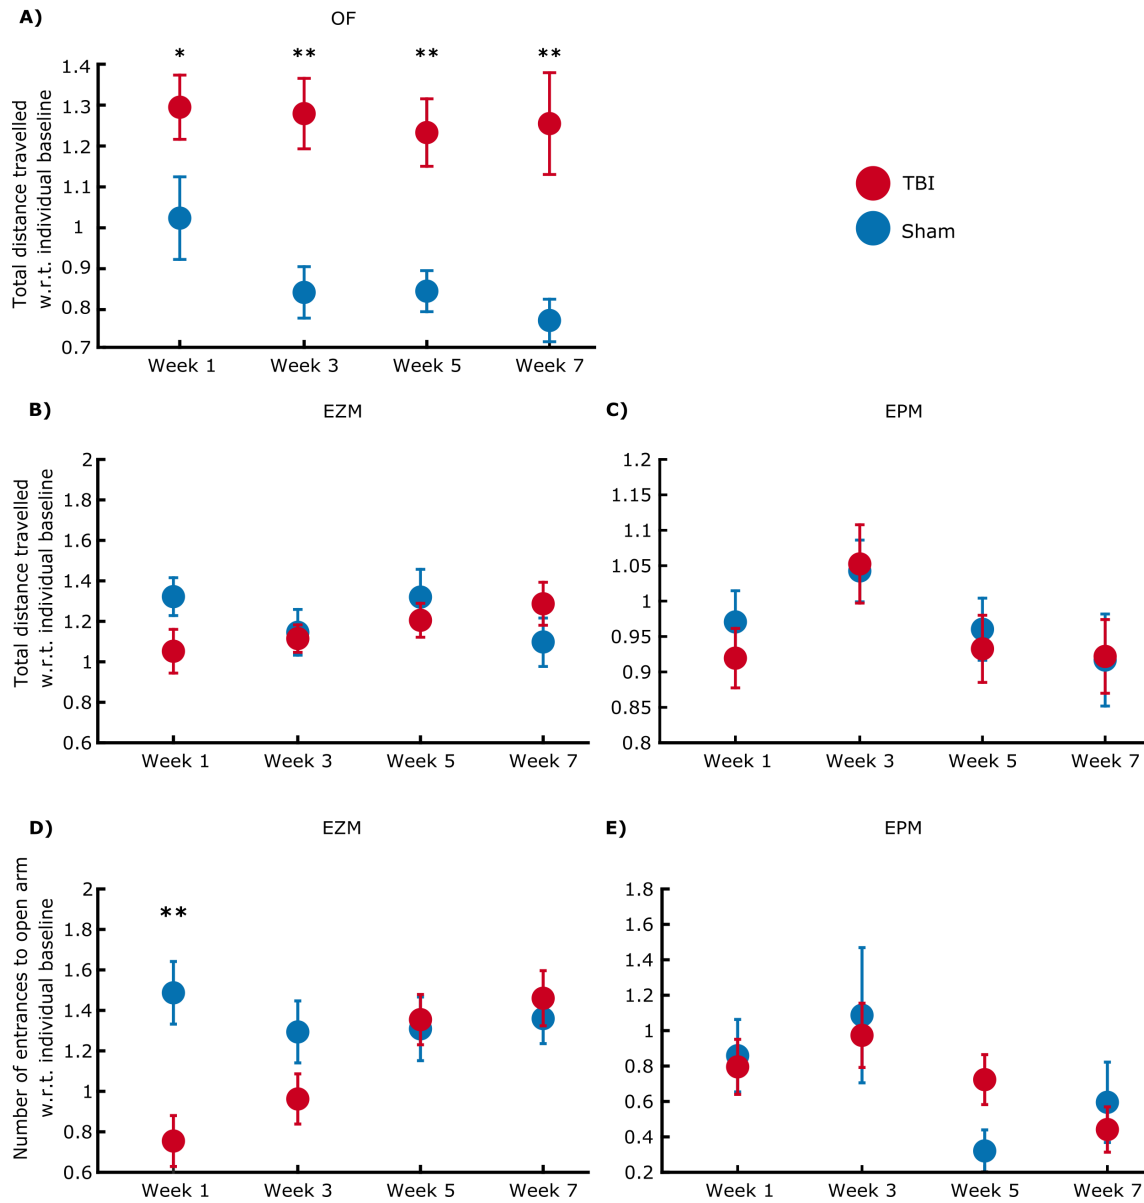 A)
OF
* ** ** **
Total distance travelled
w.r.t. individual baseline
1.4
1.3
1.2
1.1
1
0.9
0.8
0.7
Week 1 Week 3 Week 5 Week 7
TBI
Sham
B)
EZM
Total distance travelled
w.r.t. individual baseline
2
1.8
1.6
1.4
1.2
1
0.8
0.6
Week 1 Week 3 Week 5 Week 7
C)
EPM
1.2
1.15
1.1
1.05
1
0.95
0.9
0.85
0.8
Week 1 Week 3 Week 5 Week 7
D)
EZM
Number of entrances to open arm
w.r.t. individual baseline
**
2
1.8
1.6
1.4
1.2
1
0.8
0.6
Week 1 Week 3 Week 5 Week 7
E)
EPM
1.8
1.6
1.4
1.2
1
0.8
0.6
0.4
0.2
Week 1 Week 3 Week 5 Week 7